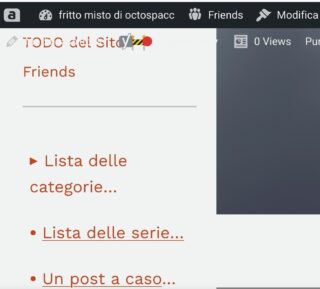 fritto misto di octospacc Friends Modifica
TODO del Sito 0 Views
Friends
▸ Lista delle
categorie...
• Lista delle serie...
• Un post a caso...